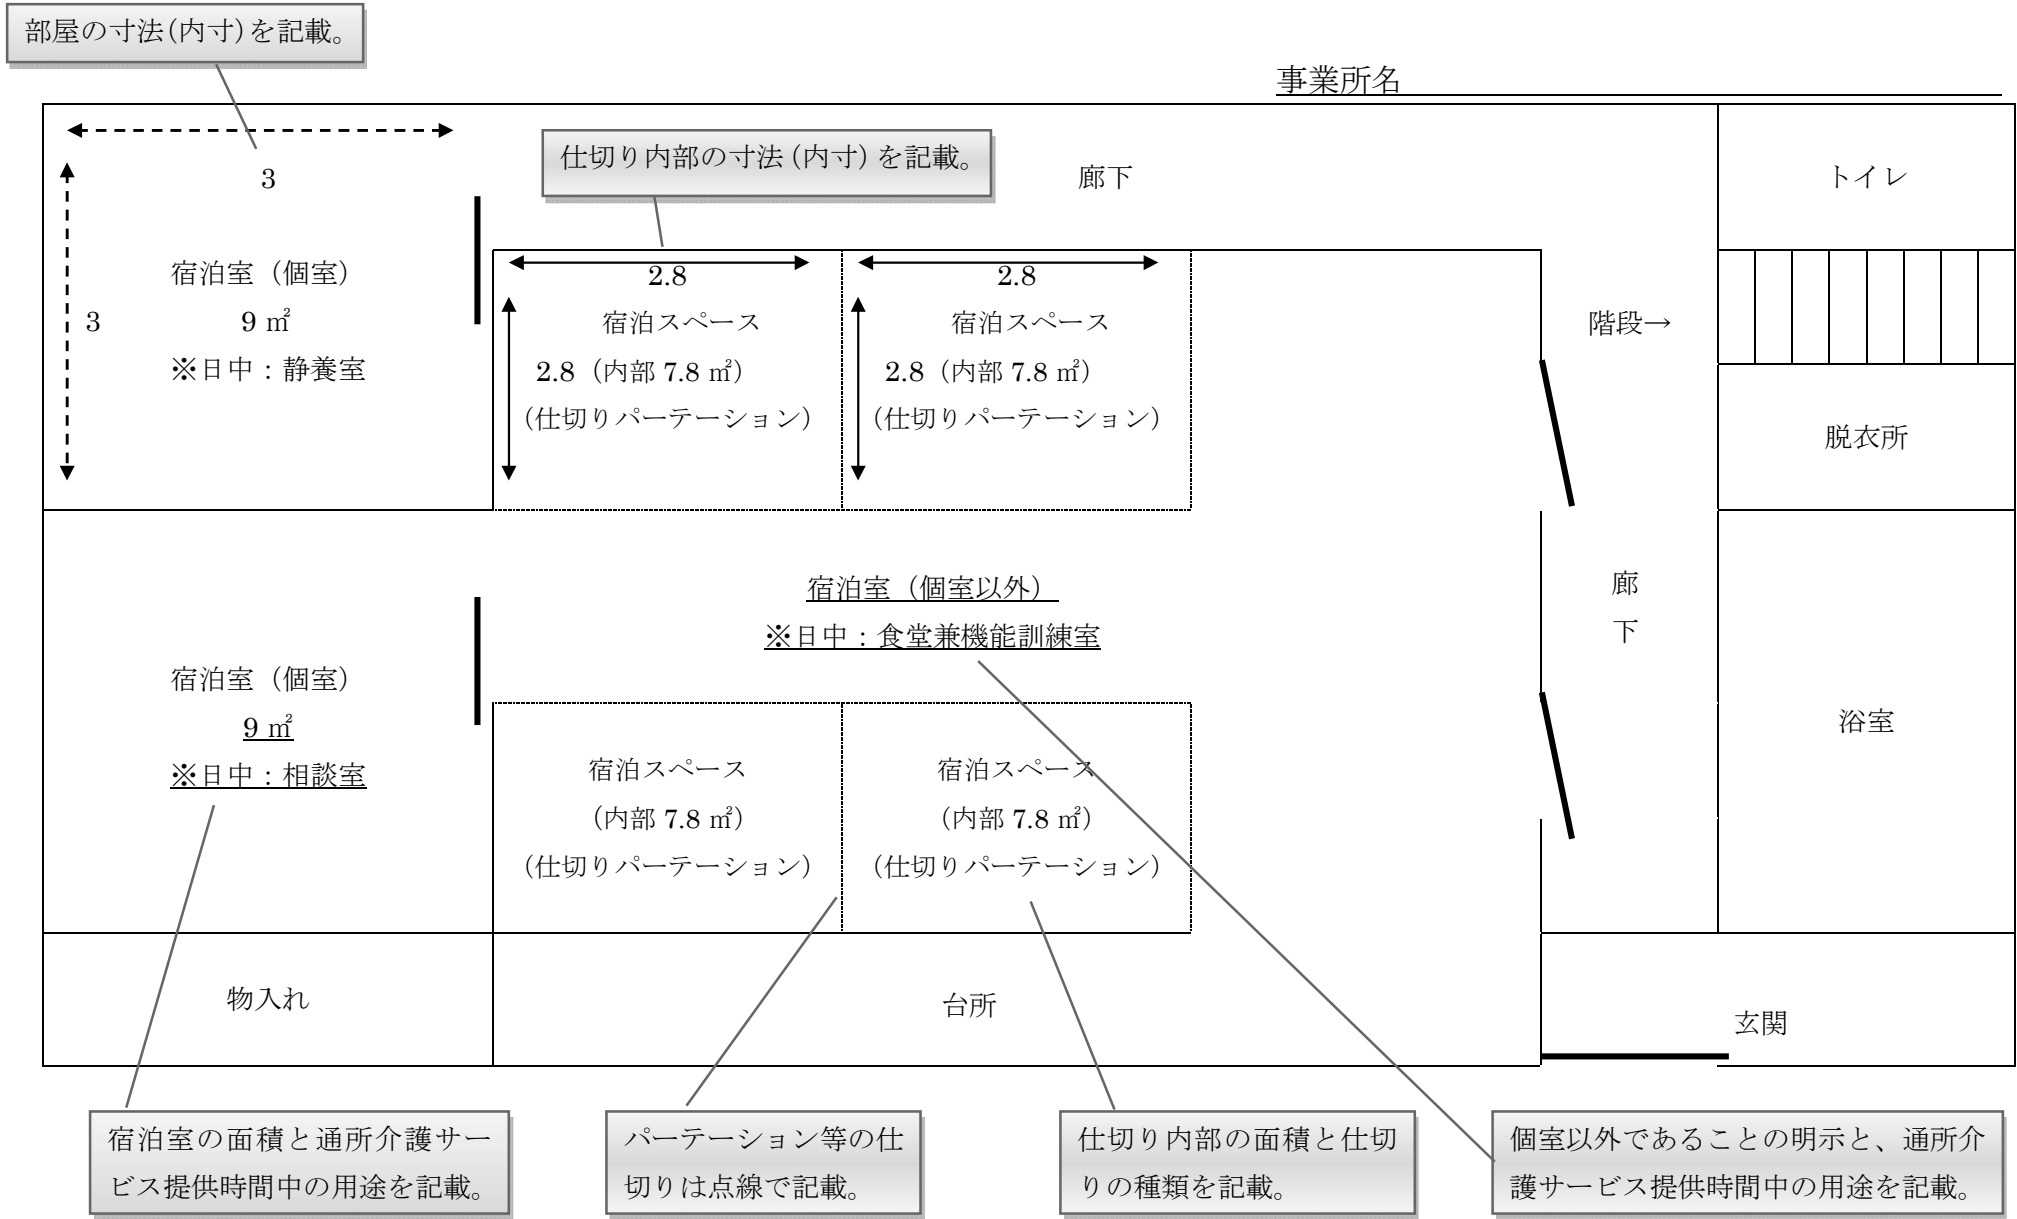 部屋の寸法(内寸)を記載。
事業所名
3
仕切り内部の寸法(内寸)を記載。
廊下
トイレ
宿泊室（個室）
3
9 ㎡
※日中：静養室
2.8
宿泊スペース
2.8（内部 7.8 ㎡）
（仕切りパーテーション）
2.8
宿泊スペース
2.8（内部 7.8 ㎡）
（仕切りパーテーション）
階段→
脱衣所
宿泊室（個室以外）
※日中：食堂兼機能訓練室
廊
下
宿泊室（個室）
9 ㎡
※日中：相談室
宿泊スペース
（内部 7.8 ㎡）
（仕切りパーテーション）
宿泊スペース
（内部 7.8 ㎡）
（仕切りパーテーション）
浴室
物入れ
台所
玄関
宿泊室の面積と通所介護サー
ビス提供時間中の用途を記載。
パーテーション等の仕
切りは点線で記載。
仕切り内部の面積と仕切
りの種類を記載。
個室以外であることの明示と、通所介
護サービス提供時間中の用途を記載。